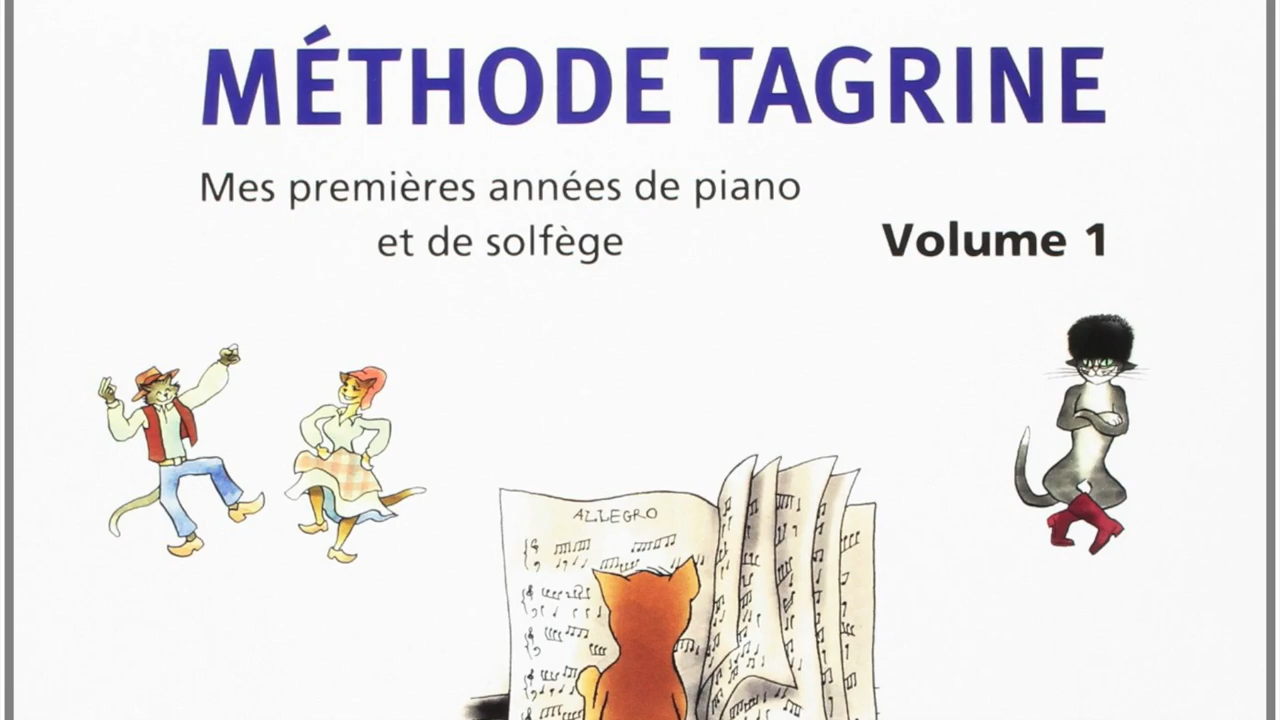 MÉTHODE TAGRINE
Mes premières années de piano
et de solfège
Volume 1
ALLEGRO